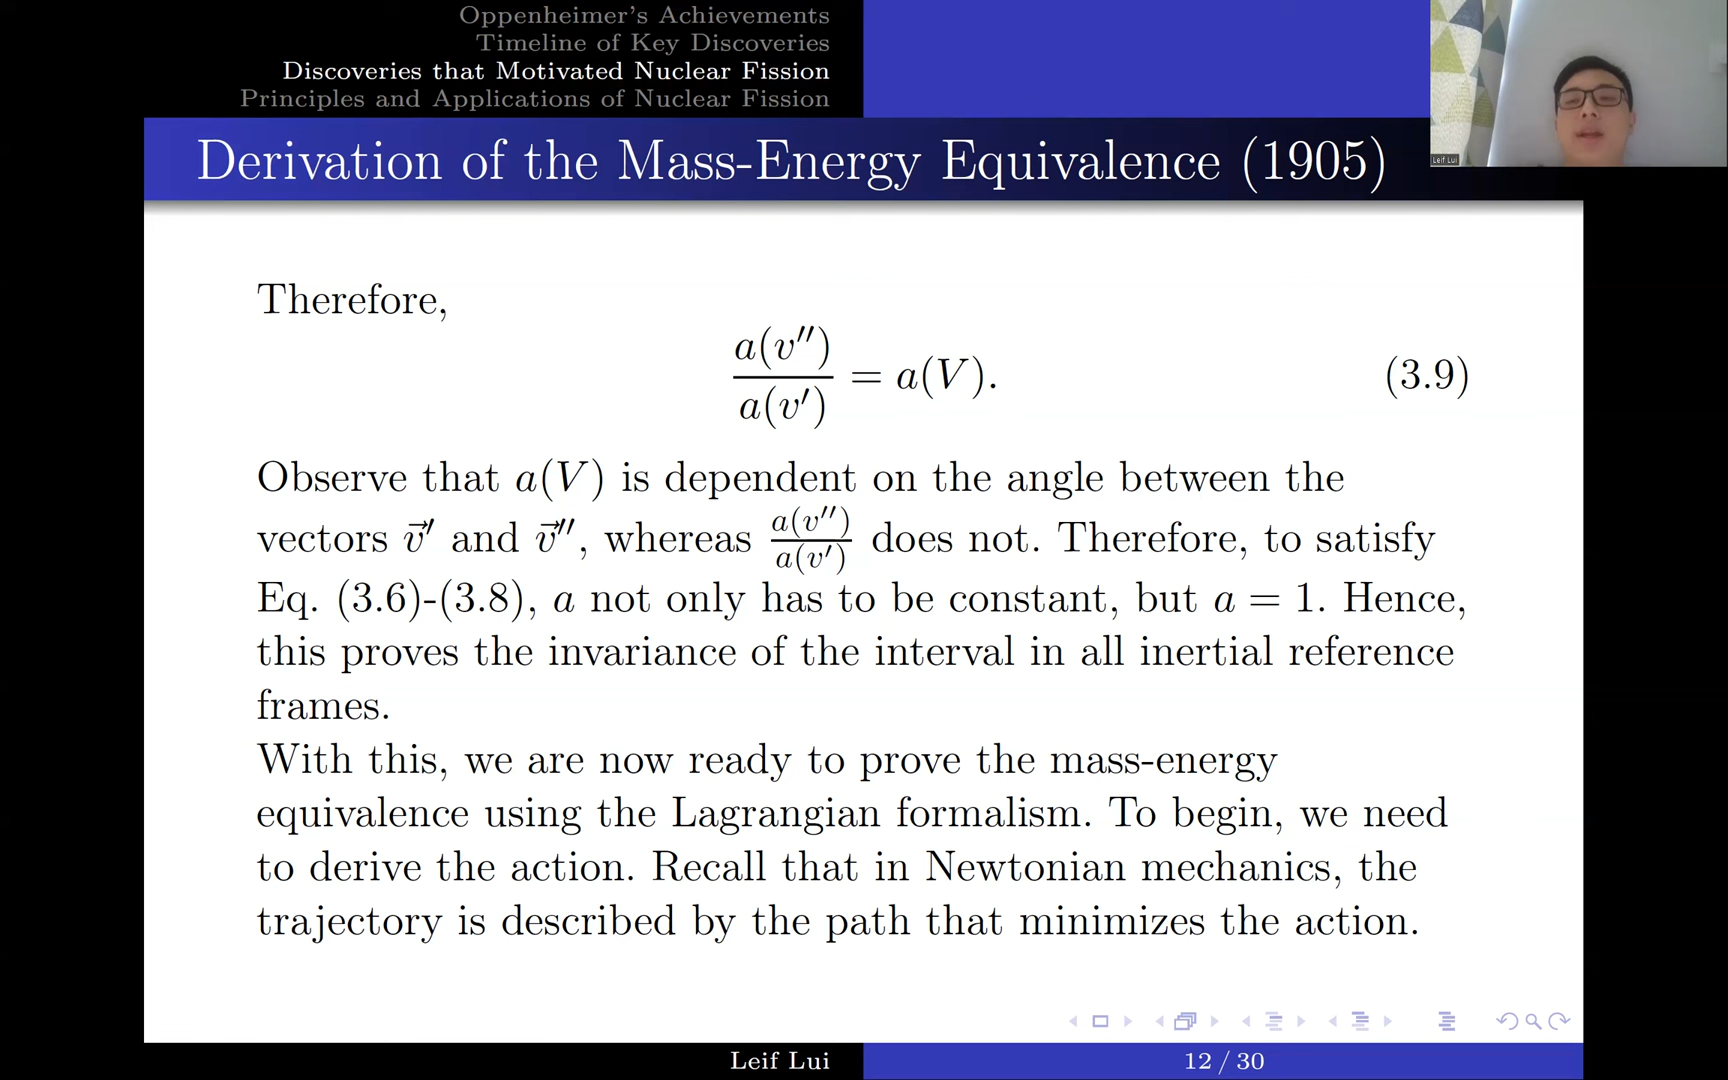 Oppenheimer's Achievements
Timeline of Key Discoveries
Discoveries that Motivated Nuclear Fission
Principles and Applications of Nuclear Fission
Leif Lui
Derivation of the Mass-Energy Equivalence (1905)
Therefore,
a(v′′)/a(v′) = a(V). (3.9)
Observe that a(V) is dependent on the angle between the
vectors v⃗′ and v⃗′′, whereas a(v′′)/a(v′) does not. Therefore, to satisfy
Eq. (3.6)-(3.8), a not only has to be constant, but a = 1. Hence,
this proves the invariance of the interval in all inertial reference
frames.
With this, we are now ready to prove the mass-energy
equivalence using the Lagrangian formalism. To begin, we need
to derive the action. Recall that in Newtonian mechanics, the
trajectory is described by the path that minimizes the action.
Leif Lui
12 / 30